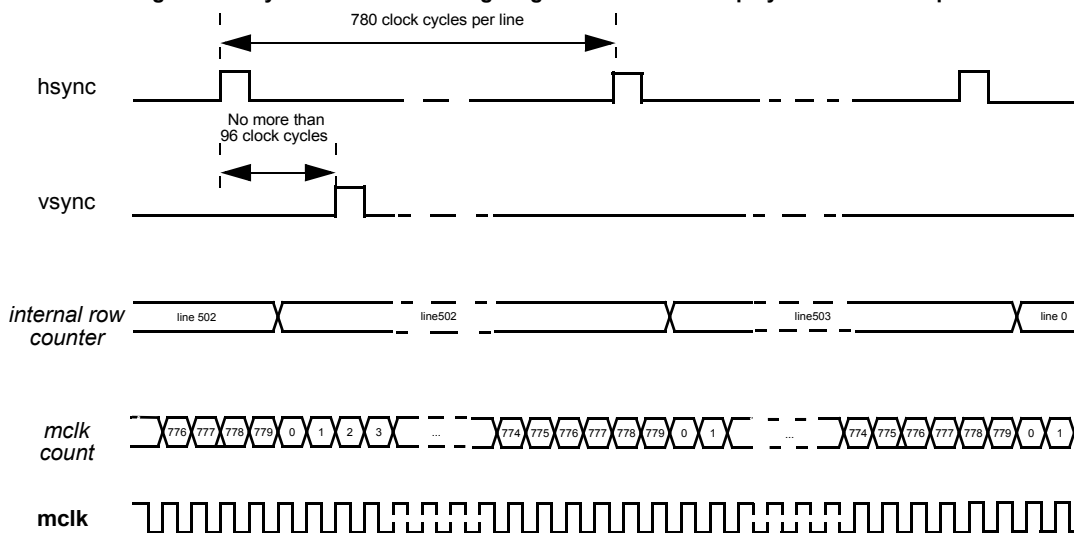 780 clock cycles per line
hsync
No more than
96 clock cycles
vsync
internal row
counter
line 502
line502
line503
line 0
mclk
count
776 777 778 779 0 1 2 3 ... 774 775 776 777 778 779 0 1 ... 774 775 776 777 778 779 0 1
mclk